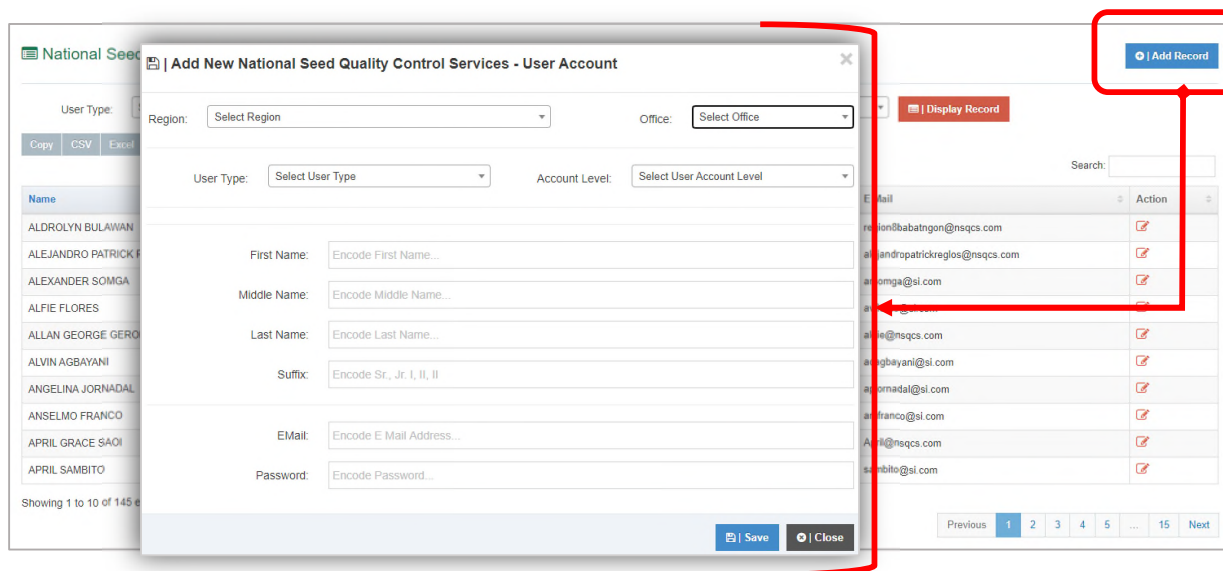 National Seed
| Add Record
| Add New National Seed Quality Control Services - User Account
User Type:
| Display Record
Region: Select Region Office: Select Office
Copy CSV Excel
Search:
User Type: Select User Type Account Level: Select User Account Level
Name E Mail Action
ALDROLYN BULAWAN region8babatngon@nsqcs.com
ALEJANDRO PATRICK alejandropatrickreglos@nsqcs.com
First Name: Encode First Name...
ALEXANDER SOMGA omga@si.com
Middle Name: Encode Middle Name...
ALFIE FLORES
ALLAN GEORGE GERO @nsqcs.com
Last Name: Encode Last Name...
ALVIN AGBAYANI agbayani@si.com
Suffix: Encode Sr., Jr. I, II, II
ANGELINA JORNADAL ornadal@si.com
ANSELMO FRANCO franco@si.com
EMail: Encode E Mail Address...
APRIL GRACE SAOI April@nsqcs.com
APRIL SAMBITO sambito@si.com
Password: Encode Password...
Showing 1 to 10 of 145 e
Previous 1 2 3 4 5 ... 15 Next
| Save | Close